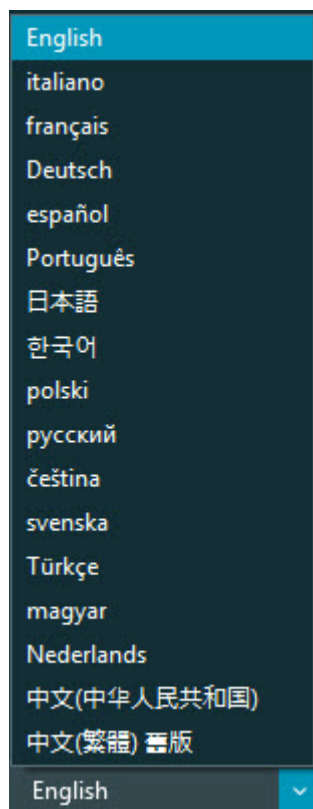 English
italiano
français
Deutsch
español
Português
日本語
한국어
polski
русский
čeština
svenska
Türkçe
magyar
Nederlands
中文(中华人民共和国)
中文(繁體) 舊版
English